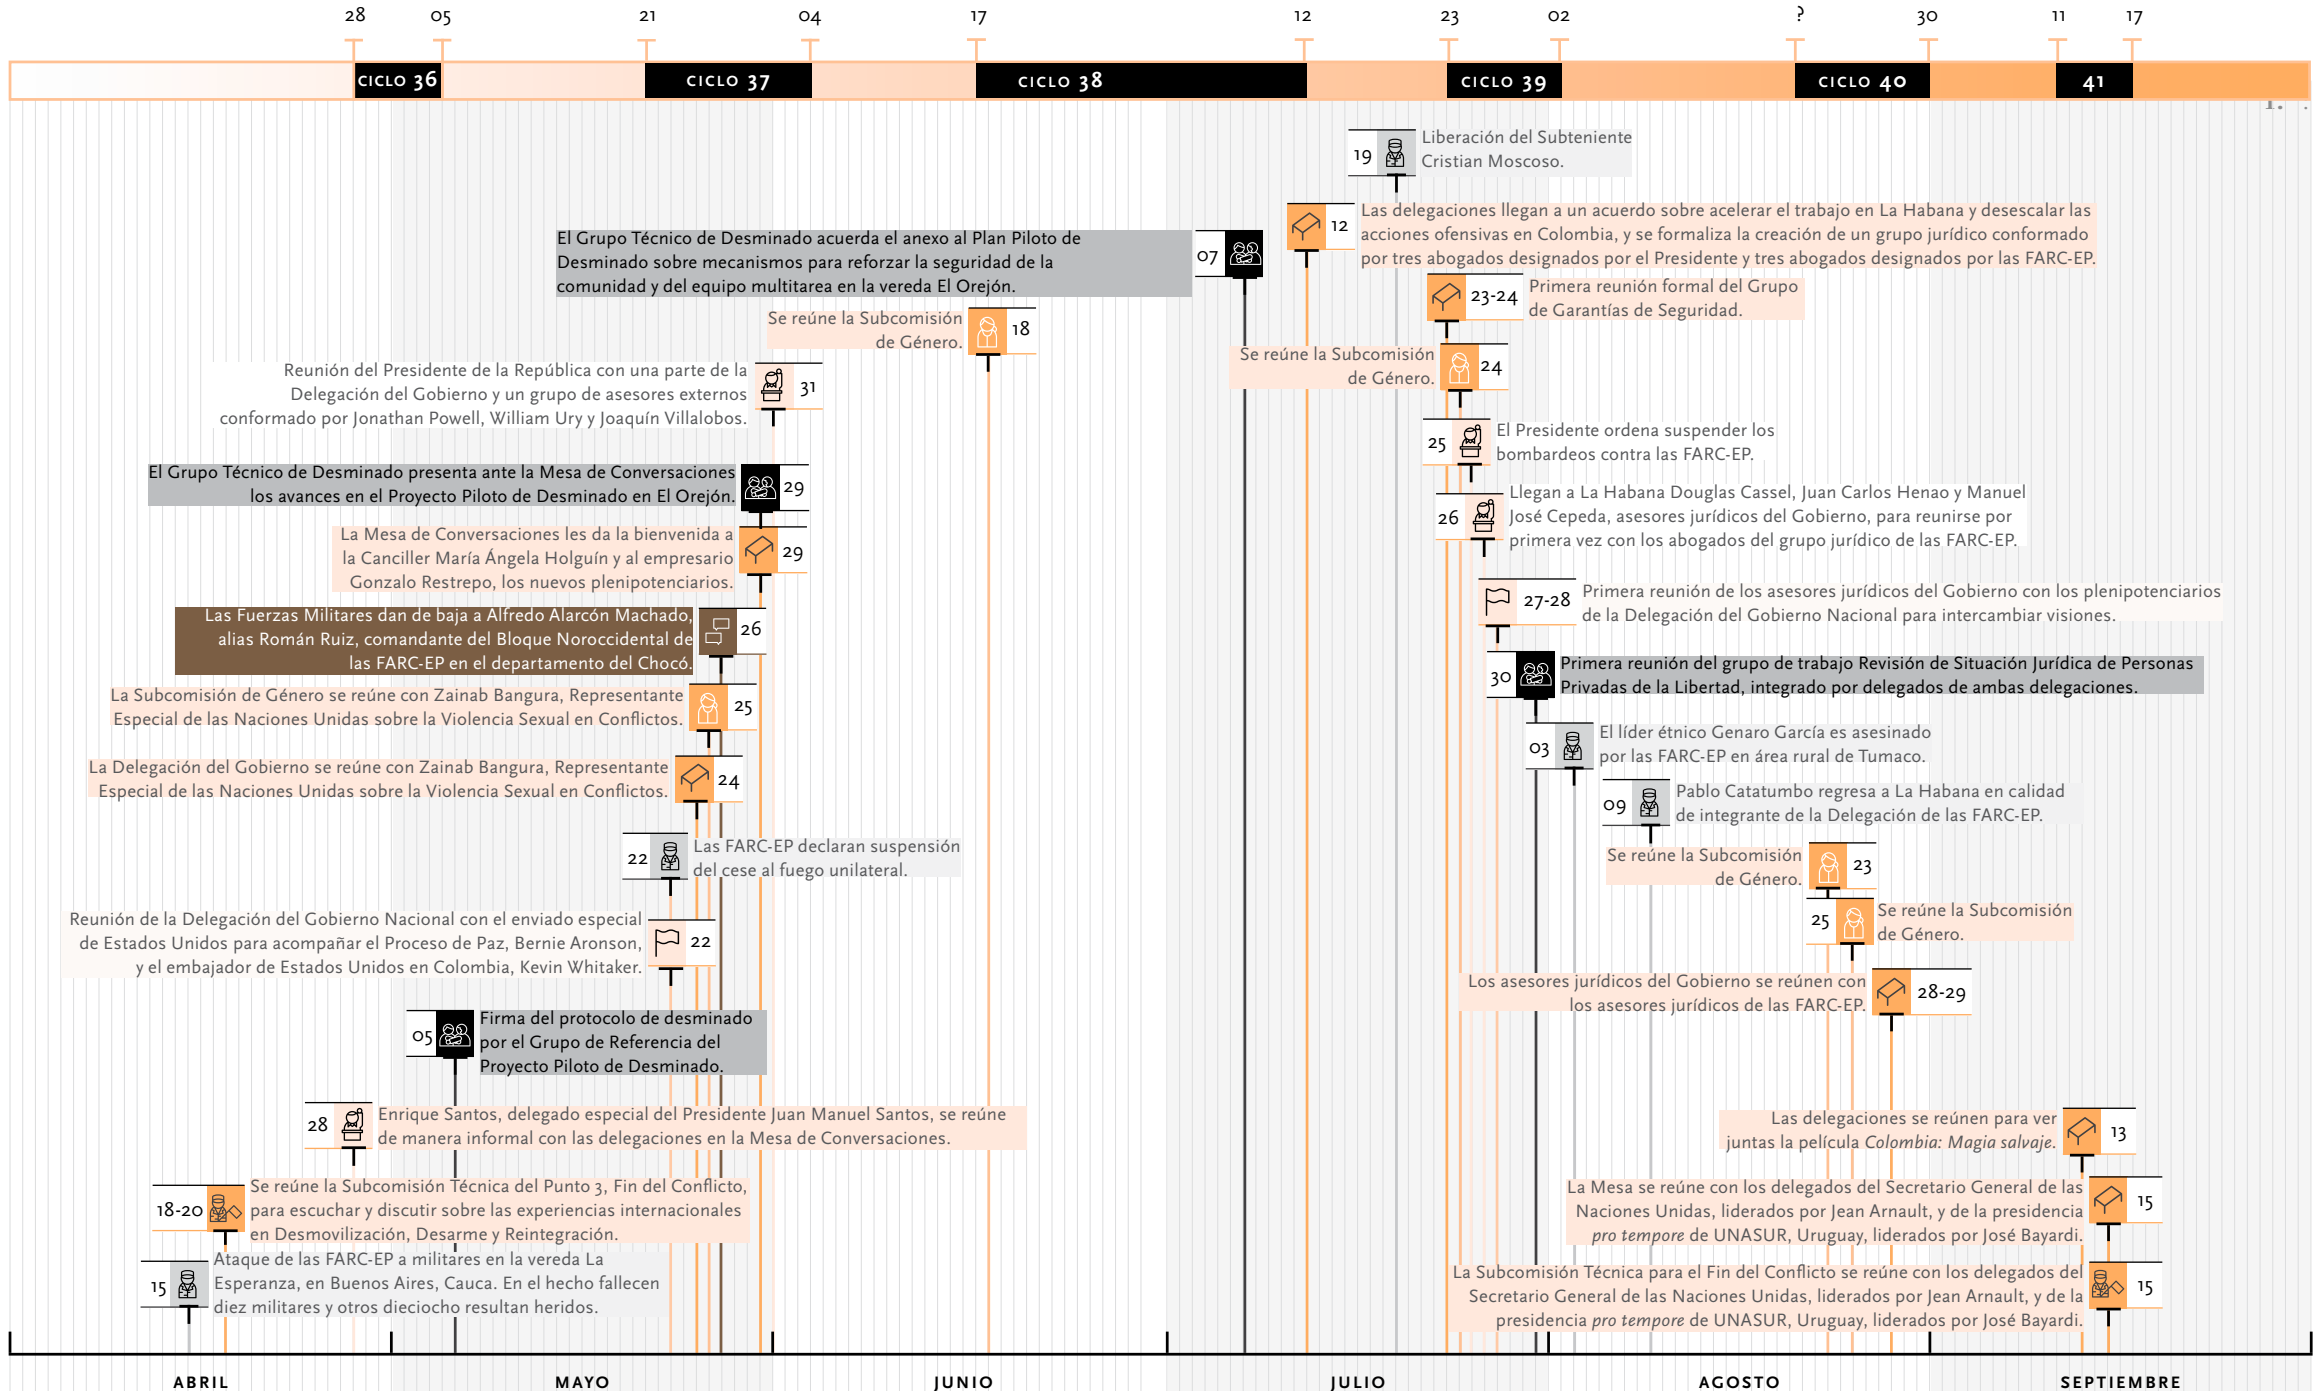 28 05 21 04 17 12 23 02 ? 30 11 17
CICLO 36 CICLO 37 CICLO 38 CICLO 39 CICLO 40 41
19
Liberación del Subteniente
Cristian Moscoso.
12
Las delegaciones llegan a un acuerdo sobre acelerar el trabajo en La Habana y desescalar las
acciones ofensivas en Colombia, y se formaliza la creación de un grupo jurídico conformado
por tres abogados designados por el Presidente y tres abogados designados por las FARC-EP.
El Grupo Técnico de Desminado acuerda el anexo al Plan Piloto de
Desminado sobre mecanismos para reforzar la seguridad de la
comunidad y del equipo multitarea en la vereda El Orejón.
07
23-24
Primera reunión formal del Grupo
de Garantías de Seguridad.
Se reúne la Subcomisión
de Género.
18
Se reúne la Subcomisión
de Género.
24
Reunión del Presidente de la República con una parte de la
Delegación del Gobierno y un grupo de asesores externos
conformado por Jonathan Powell, William Ury y Joaquín Villalobos.
31
25
El Presidente ordena suspender los
bombardeos contra las FARC-EP.
El Grupo Técnico de Desminado presenta ante la Mesa de Conversaciones
los avances en el Proyecto Piloto de Desminado en El Orejón.
29
26
Llegan a La Habana Douglas Cassel, Juan Carlos Henao y Manuel
José Cepeda, asesores jurídicos del Gobierno, para reunirse por
primera vez con los abogados del grupo jurídico de las FARC-EP.
La Mesa de Conversaciones les da la bienvenida a
la Canciller María Ángela Holguín y al empresario
Gonzalo Restrepo, los nuevos plenipotenciarios.
29
27-28
Primera reunión de los asesores jurídicos del Gobierno con los plenipotenciarios
de la Delegación del Gobierno Nacional para intercambiar visiones.
Las Fuerzas Militares dan de baja a Alfredo Alarcón Machado,
alias Román Ruiz, comandante del Bloque Noroccidental de
las FARC-EP en el departamento del Chocó.
26
30
Primera reunión del grupo de trabajo Revisión de Situación Jurídica de Personas
Privadas de la Libertad, integrado por delegados de ambas delegaciones.
La Subcomisión de Género se reúne con Zainab Bangura, Representante
Especial de las Naciones Unidas sobre la Violencia Sexual en Conflictos.
25
03
El líder étnico Genaro García es asesinado
por las FARC-EP en área rural de Tumaco.
La Delegación del Gobierno se reúne con Zainab Bangura, Representante
Especial de las Naciones Unidas sobre la Violencia Sexual en Conflictos.
24
09
Pablo Catatumbo regresa a La Habana en calidad
de integrante de la Delegación de las FARC-EP.
22
Las FARC-EP declaran suspensión
del cese al fuego unilateral.
Se reúne la Subcomisión
de Género.
23
25
Se reúne la Subcomisión
de Género.
Reunión de la Delegación del Gobierno Nacional con el enviado especial
de Estados Unidos para acompañar el Proceso de Paz, Bernie Aronson,
y el embajador de Estados Unidos en Colombia, Kevin Whitaker.
22
Los asesores jurídicos del Gobierno se reúnen con
los asesores jurídicos de las FARC-EP.
28-29
05
Firma del protocolo de desminado
por el Grupo de Referencia del
Proyecto Piloto de Desminado.
28
Enrique Santos, delegado especial del Presidente Juan Manuel Santos, se reúne
de manera informal con las delegaciones en la Mesa de Conversaciones.
Las delegaciones se reúnen para ver
juntas la película Colombia: Magia salvaje.
13
18-20
Se reúne la Subcomisión Técnica del Punto 3, Fin del Conflicto,
para escuchar y discutir sobre las experiencias internacionales
en Desmovilización, Desarme y Reintegración.
La Mesa se reúne con los delegados del Secretario General de las
Naciones Unidas, liderados por Jean Arnault, y de la presidencia
pro tempore de UNASUR, Uruguay, liderados por José Bayardi.
15
15
Ataque de las FARC-EP a militares en la vereda La
Esperanza, en Buenos Aires, Cauca. En el hecho fallecen
diez militares y otros dieciocho resultan heridos.
La Subcomisión Técnica para el Fin del Conflicto se reúne con los delegados del
Secretario General de las Naciones Unidas, liderados por Jean Arnault, y de la
presidencia pro tempore de UNASUR, Uruguay, liderados por José Bayardi.
15
ABRIL MAYO JUNIO JULIO AGOSTO SEPTIEMBRE